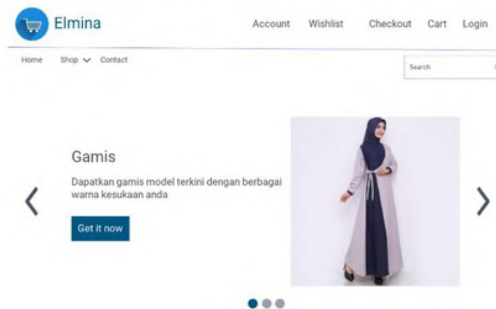 Elmina
Account Wishlist Checkout Cart Login
Home Shop Contact
Search
Gamis
Dapatkan gamis model terkini dengan berbagai
warna kesukaan anda
Get it now